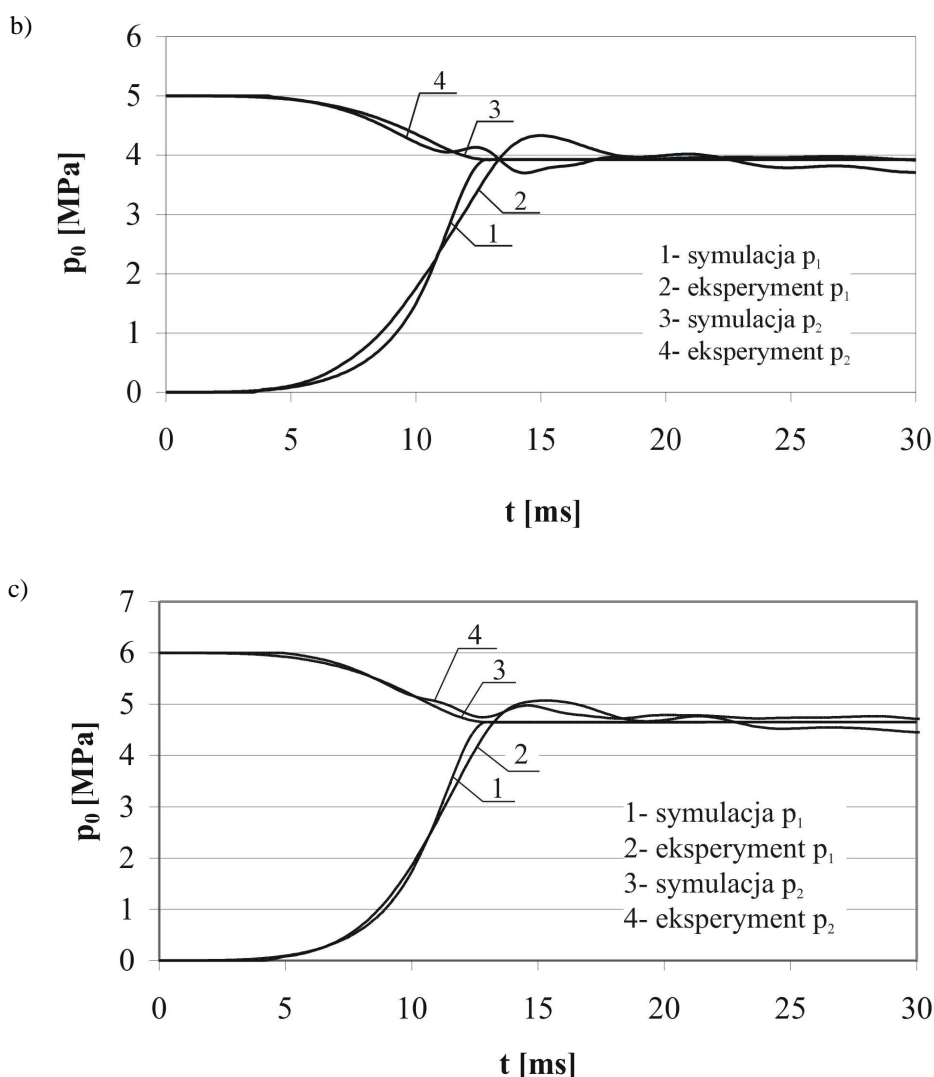 b)
6
5
4
3
2
1
0
p₀ [MPa]
4
3
2
1
1- symulacja p₁
2- eksperyment p₁
3- symulacja p₂
4- eksperyment p₂
0 5 10 15 20 25 30
t [ms]
c)
7
6
5
4
3
2
1
0
p₀ [MPa]
4
3
2
1
1- symulacja p₁
2- eksperyment p₁
3- symulacja p₂
4- eksperyment p₂
0 5 10 15 20 25 30
t [ms]